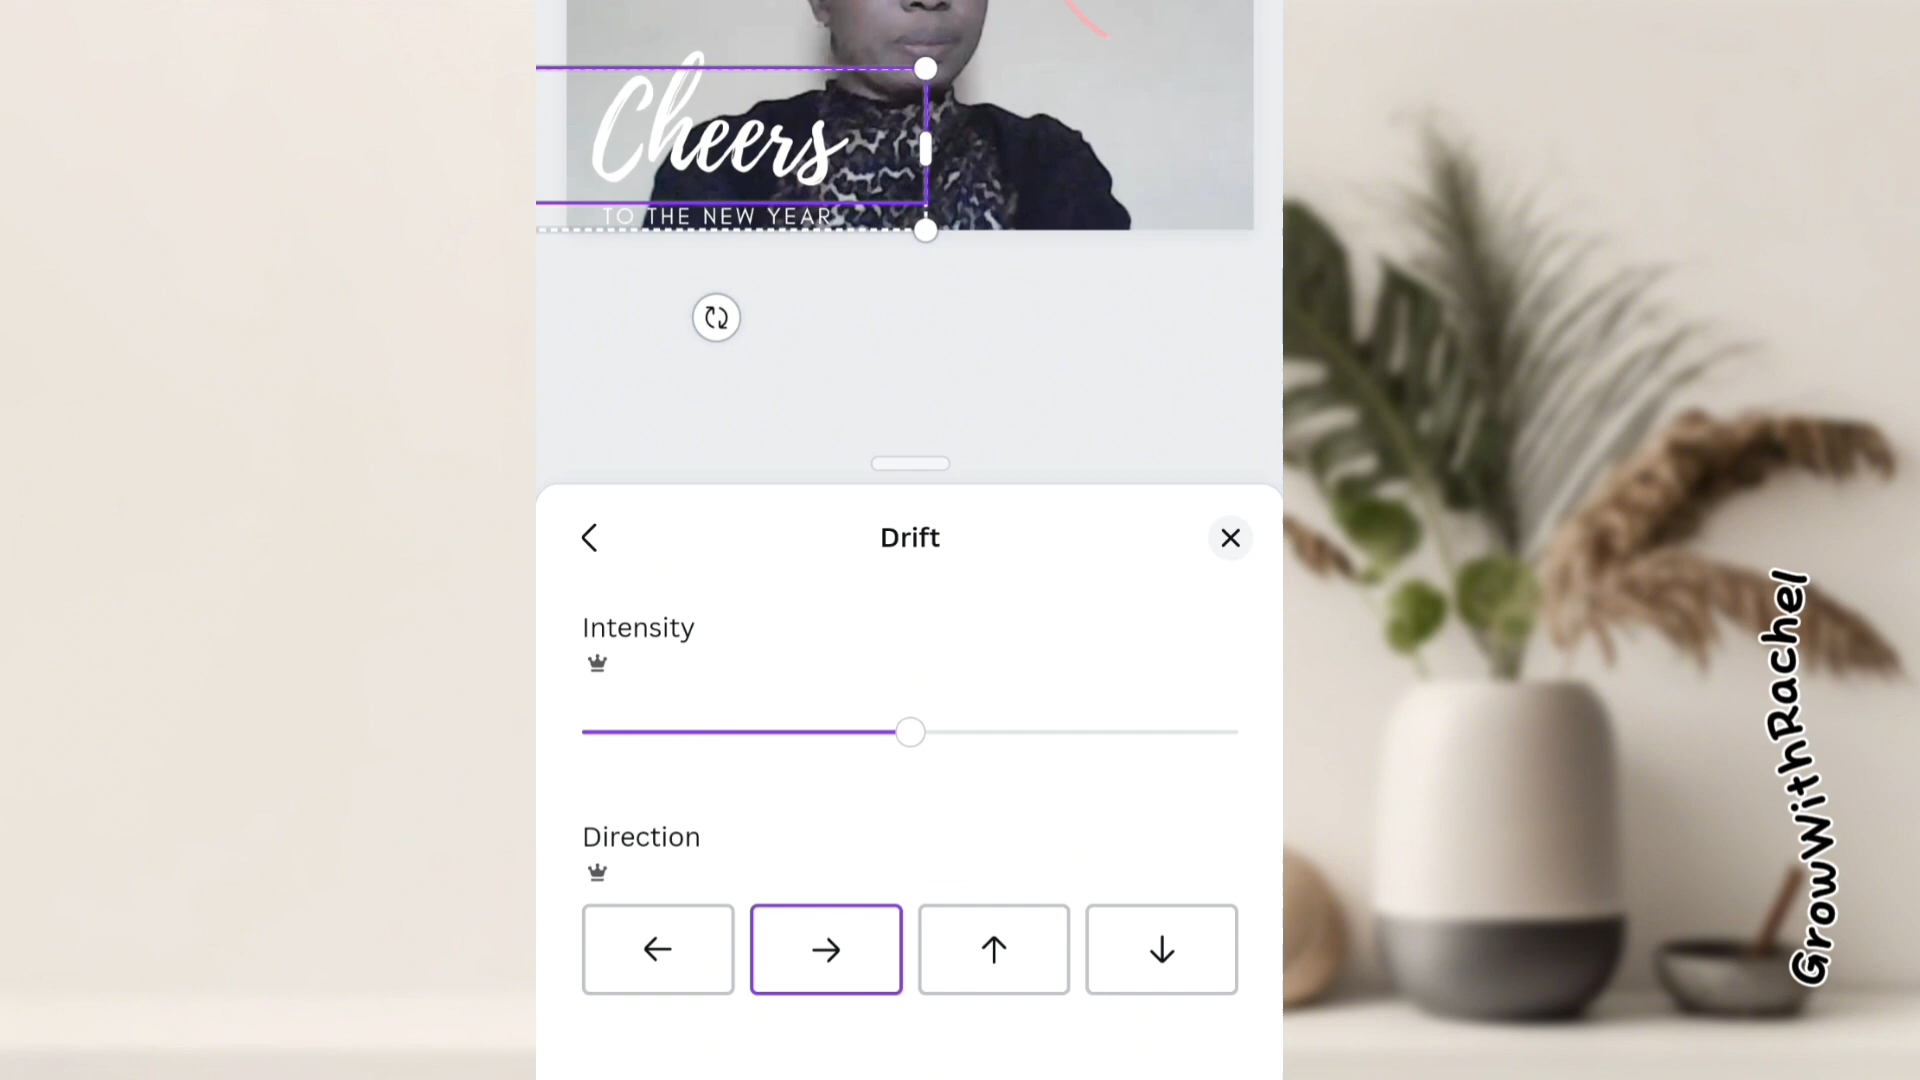 Cheers
TO THE NEW YEAR
Drift
Intensity
Direction
GrowWithRachel